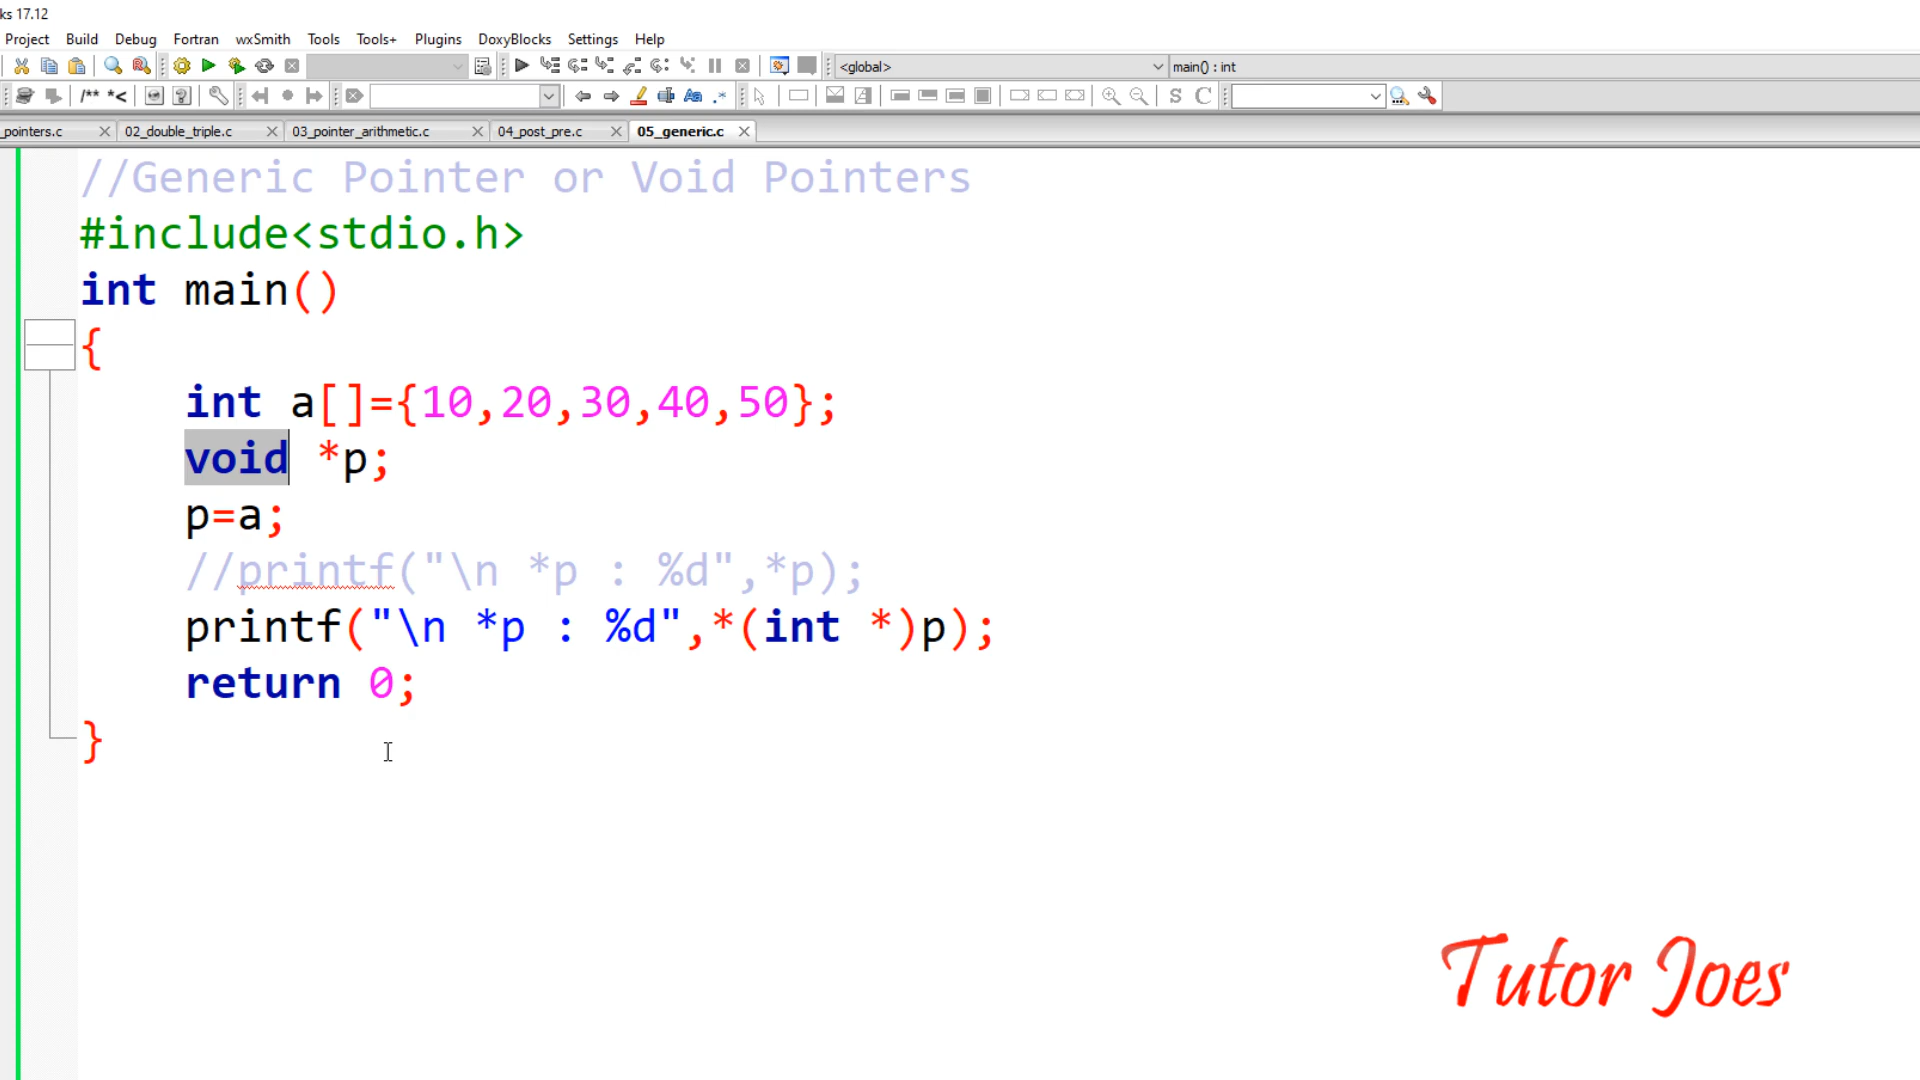 ks 17.12
Project Build Debug Fortran wxSmith Tools Tools+ Plugins DoxyBlocks Settings Help
<global> main() : int
/** *< Aa .* S C
_pointers.c 02_double_triple.c 03_pointer_arithmetic.c 04_post_pre.c 05_generic.c
//Generic Pointer or Void Pointers
#include<stdio.h>
int main()
{
int a[]={10,20,30,40,50};
void *p;
p=a;
//printf("\n *p : %d",*p);
printf("\n *p : %d",*(int *)p);
return 0;
}
Tutor Joes